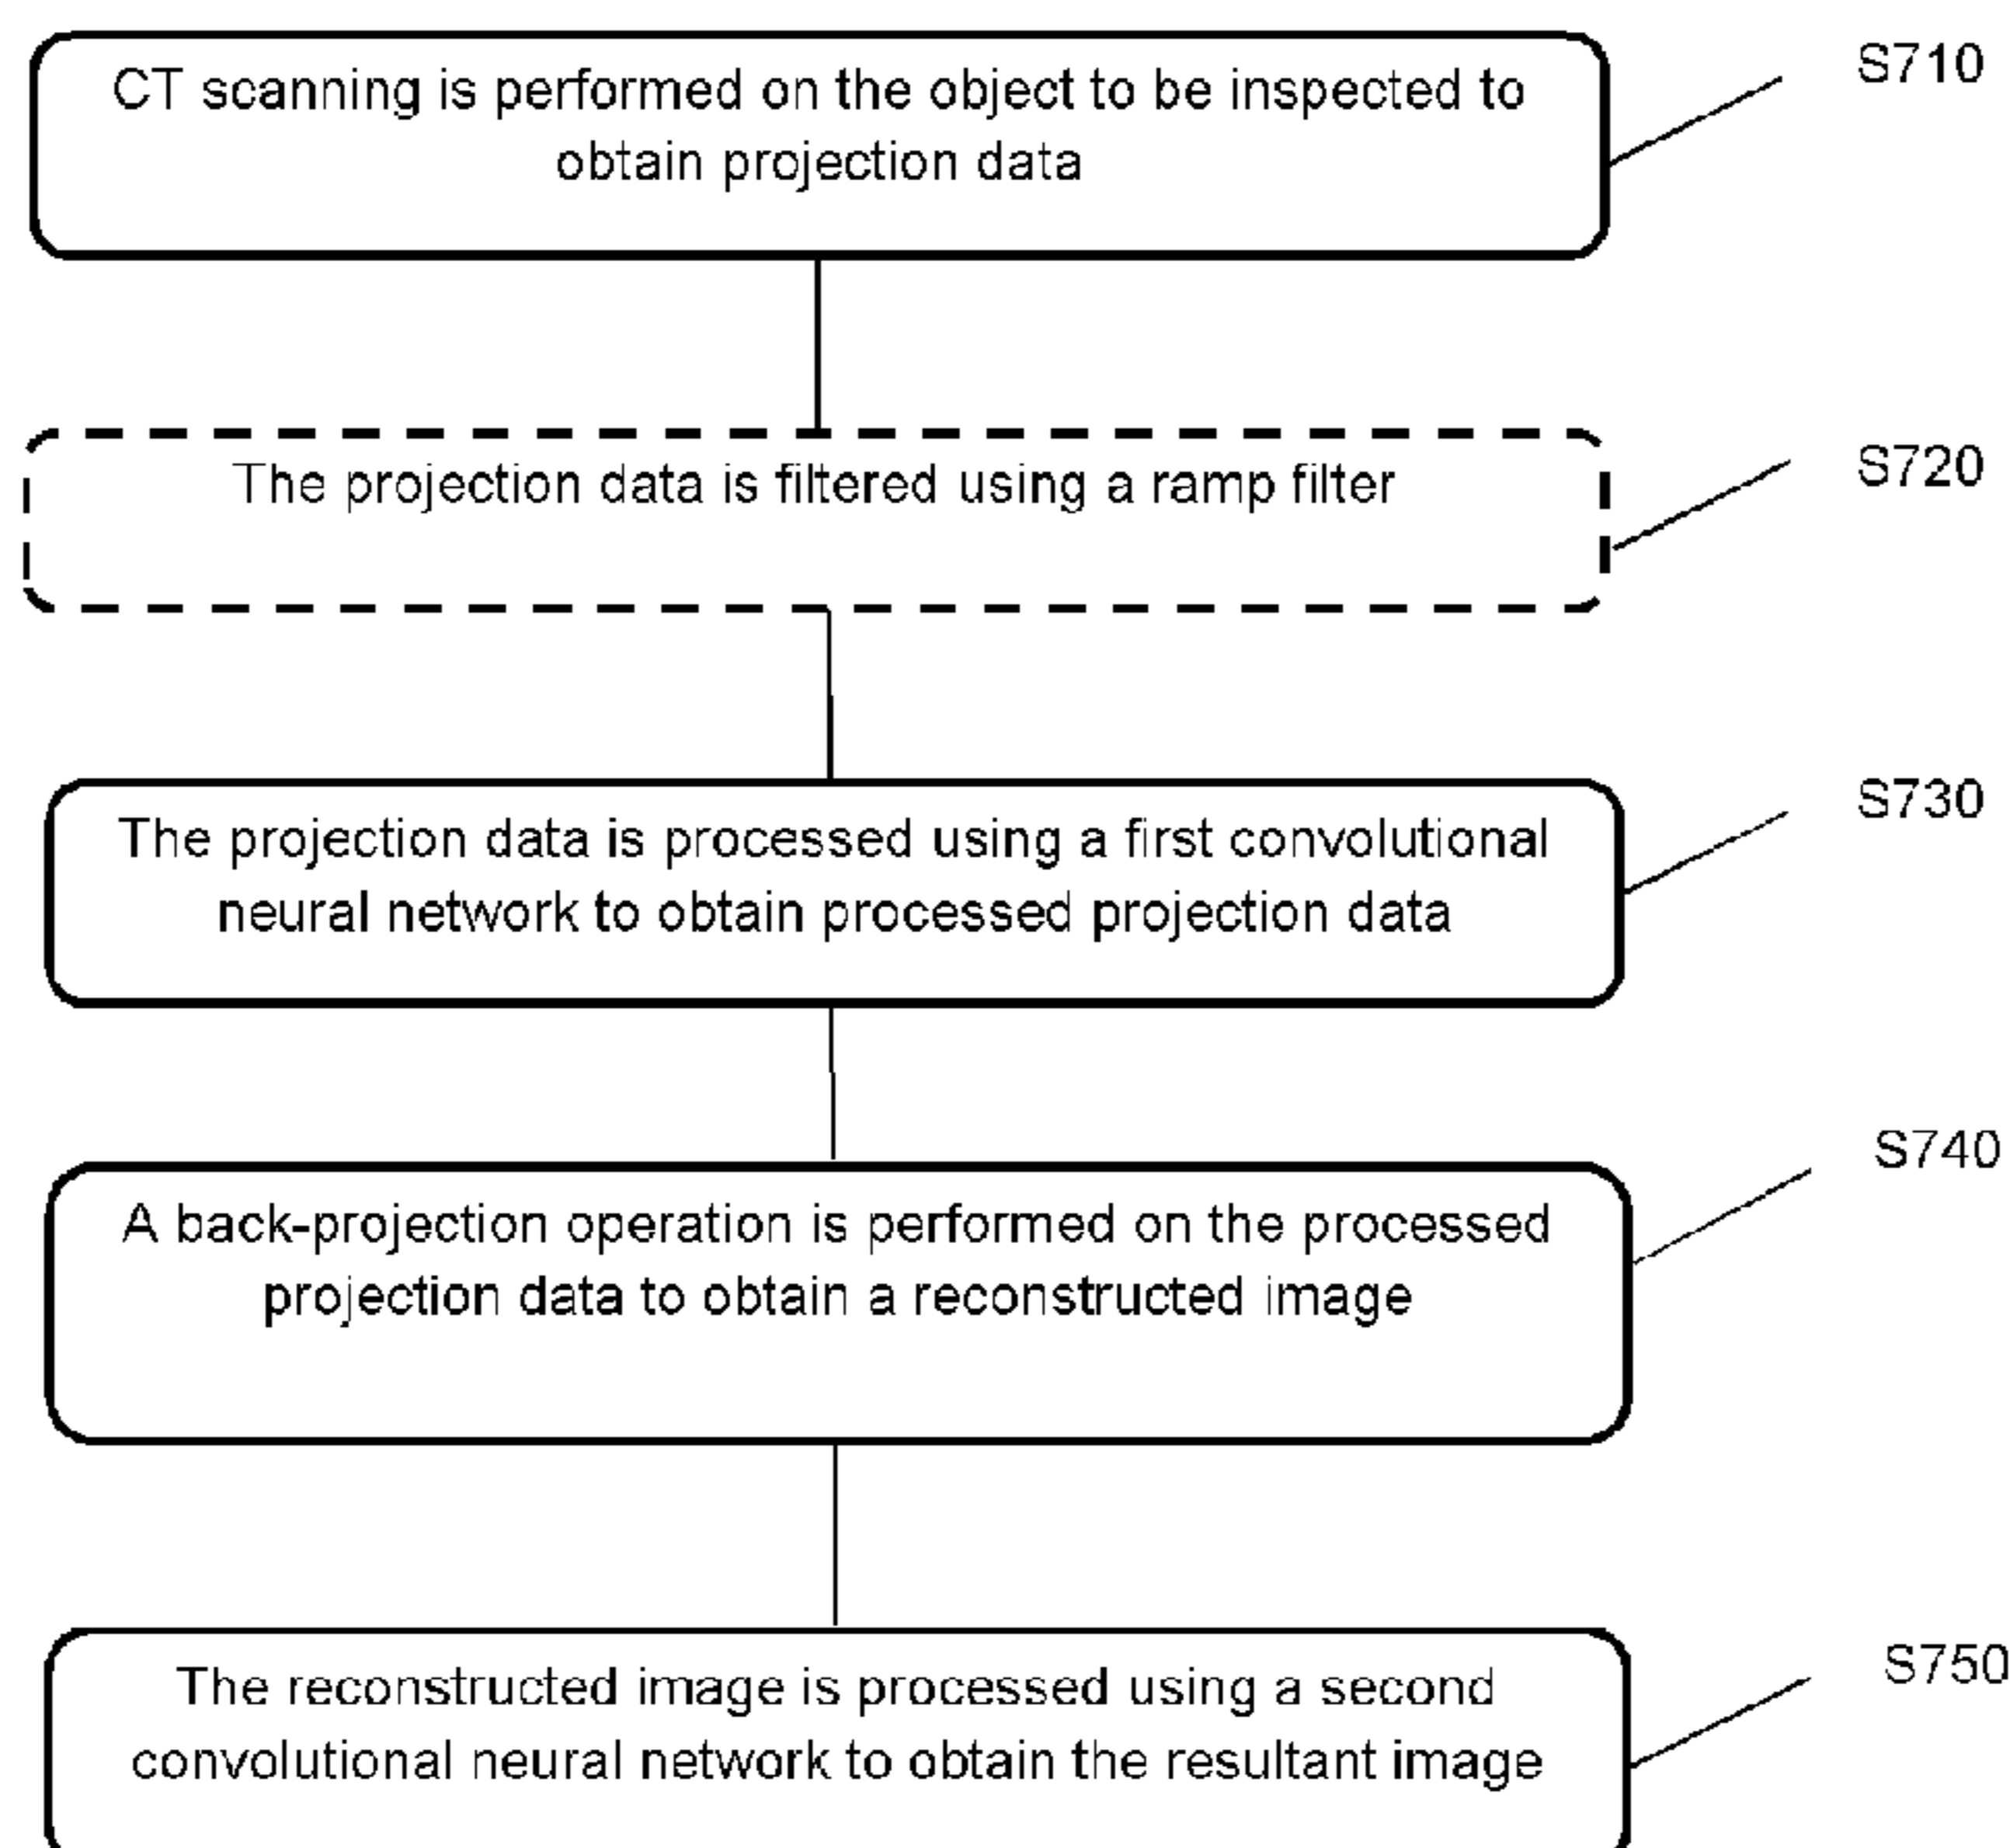 CT scanning is performed on the object to be inspected to
obtain projection data
S710
The projection data is filtered using a ramp filter
S720
The projection data is processed using a first convolutional
neural network to obtain processed projection data
S730
A back-projection operation is performed on the processed
projection data to obtain a reconstructed image
S740
The reconstructed image is processed using a second
convolutional neural network to obtain the resultant image
S750